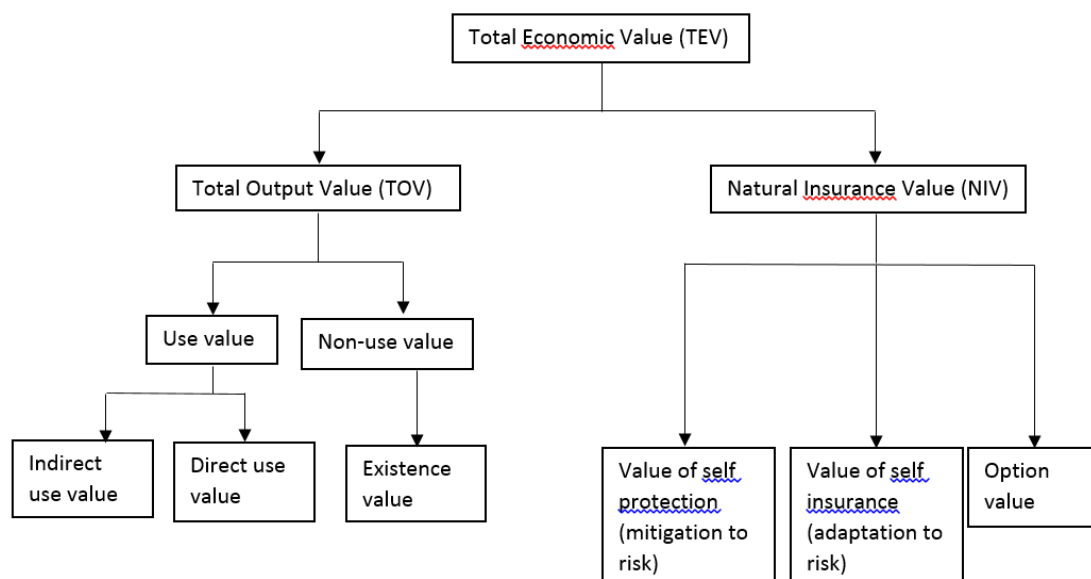 Total Economic Value (TEV)
Total Output Value (TOV)
Natural Insurance Value (NIV)
Use value
Non-use value
Indirect
use value
Direct use
value
Existence
value
Value of self
protection
(mitigation to
risk)
Value of self
insurance
(adaptation to
risk)
Option
value